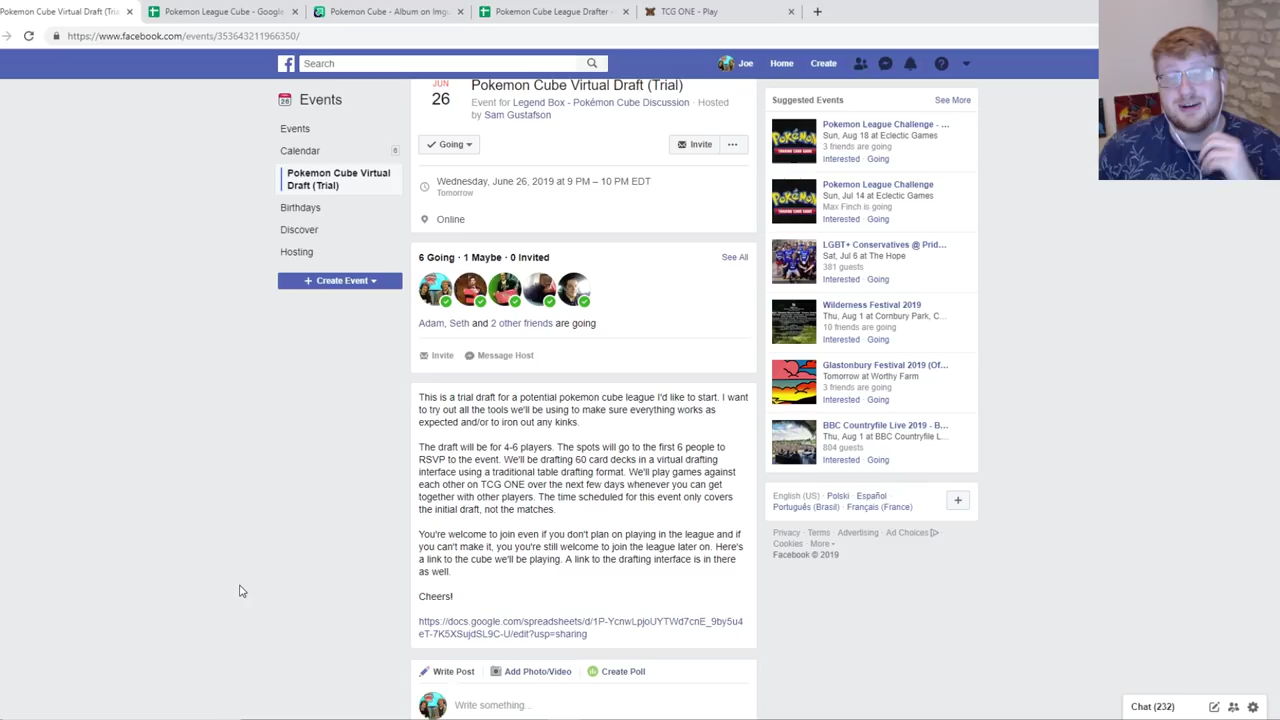 Pokemon Cube Virtual Draft (Tria
Pokemon League Cube - Google
Pokemon Cube - Album on Imgu
Pokemon Cube League Drafter -
TCG ONE - Play
https://www.facebook.com/events/353643211966350/
Search
Joe
Home
Create
Events
Events
Calendar
6
Pokemon Cube Virtual
Draft (Trial)
Birthdays
Discover
Hosting
+ Create Event
JUN
26
Pokemon Cube Virtual Draft (Trial)
Event for Legend Box - Pokémon Cube Discussion · Hosted
by Sam Gustafson
Going
Invite
Wednesday, June 26, 2019 at 9 PM – 10 PM EDT
Tomorrow
Online
6 Going · 1 Maybe · 0 Invited
See All
Adam, Seth and 2 other friends are going
Invite
Message Host
This is a trial draft for a potential pokemon cube league I'd like to start. I want
to try out all the tools we'll be using to make sure everything works as
expected and/or to iron out any kinks.
The draft will be for 4-6 players. The spots will go to the first 6 people to
RSVP to the event. We'll be drafting 60 card decks in a virtual drafting
interface using a traditional table drafting format. We'll play games against
each other on TCG ONE over the next few days whenever you can get
together with other players. The time scheduled for this event only covers
the initial draft, not the matches.
You're welcome to join even if you don't plan on playing in the league and if
you can't make it, you you're still welcome to join the league later on. Here's
a link to the cube we'll be playing. A link to the drafting interface is in there
as well.
Cheers!
https://docs.google.com/spreadsheets/d/1P-YcnwLpjoUYTWd7cnE_9by5u4
eT-7K5XSujdSL9C-U/edit?usp=sharing
Write Post
Add Photo/Video
Create Poll
Write something...
Suggested Events
See More
Pokemon League Challenge - ...
Sun, Aug 18 at Eclectic Games
3 friends are going
Interested · Going
Pokemon League Challenge
Sun, Jul 14 at Eclectic Games
Max Finch is going
Interested · Going
LGBT+ Conservatives @ Prid...
Sat, Jul 6 at The Hope
381 guests
Interested · Going
Wilderness Festival 2019
Thu, Aug 1 at Cornbury Park, C...
10 friends are going
Interested · Going
Glastonbury Festival 2019 (Of...
Tomorrow at Worthy Farm
3 friends are going
Interested · Going
BBC Countryfile Live 2019 - B...
Thu, Aug 1 at BBC Countryfile L...
804 guests
Interested · Going
English (US) · Polski · Español ·
Português (Brasil) · Français (France)
Privacy · Terms · Advertising · Ad Choices
Cookies · More
Facebook © 2019
Chat (232)